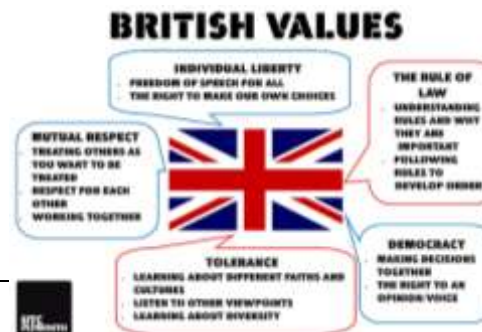 BRITISH VALUES
INDIVIDUAL LIBERTY
FREEDOM OF SPEECH FOR ALL
THE RIGHT TO MAKE OUR OWN CHOICES
THE RULE OF
LAW
UNDERSTANDING
RULES AND WHY
THEY ARE
IMPORTANT
FOLLOWING
RULES TO
DEVELOP ORDER
MUTUAL RESPECT
TREATING OTHERS AS
YOU WANT TO BE
TREATED
RESPECT FOR EACH
OTHER
WORKING TOGETHER
TOLERANCE
LEARNING ABOUT DIFFERENT FAITHS AND
CULTURES
LISTEN TO OTHER VIEWPOINTS
LEARNING ABOUT DIVERSITY
DEMOCRACY
MAKING DECISIONS
TOGETHER
THE RIGHT TO AN
OPINION/VOICE
UTC